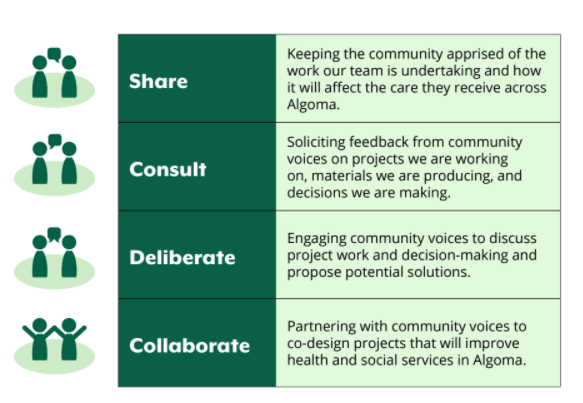 Share
Keeping the community apprised of the
work our team is undertaking and how
it will affect the care they receive across
Algoma.
Consult
Soliciting feedback from community
voices on projects we are working
on, materials we are producing, and
decisions we are making.
Deliberate
Engaging community voices to discuss
project work and decision-making and
propose potential solutions.
Collaborate
Partnering with community voices to
co-design projects that will improve
health and social services in Algoma.